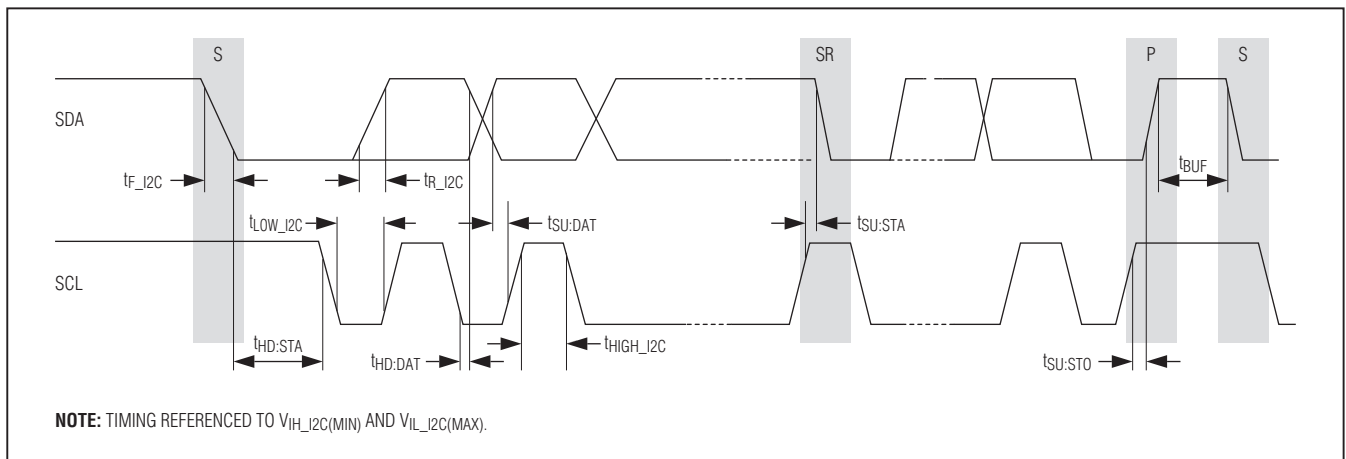 S SR P S
SDA
tBUF
tF_I2C tR_I2C
tLOW_I2C tSU:DAT tSU:STA
SCL
tHD:STA tHD:DAT tHIGH_I2C tSU:STO
NOTE: TIMING REFERENCED TO VIH_I2C(MIN) AND VIL_I2C(MAX).